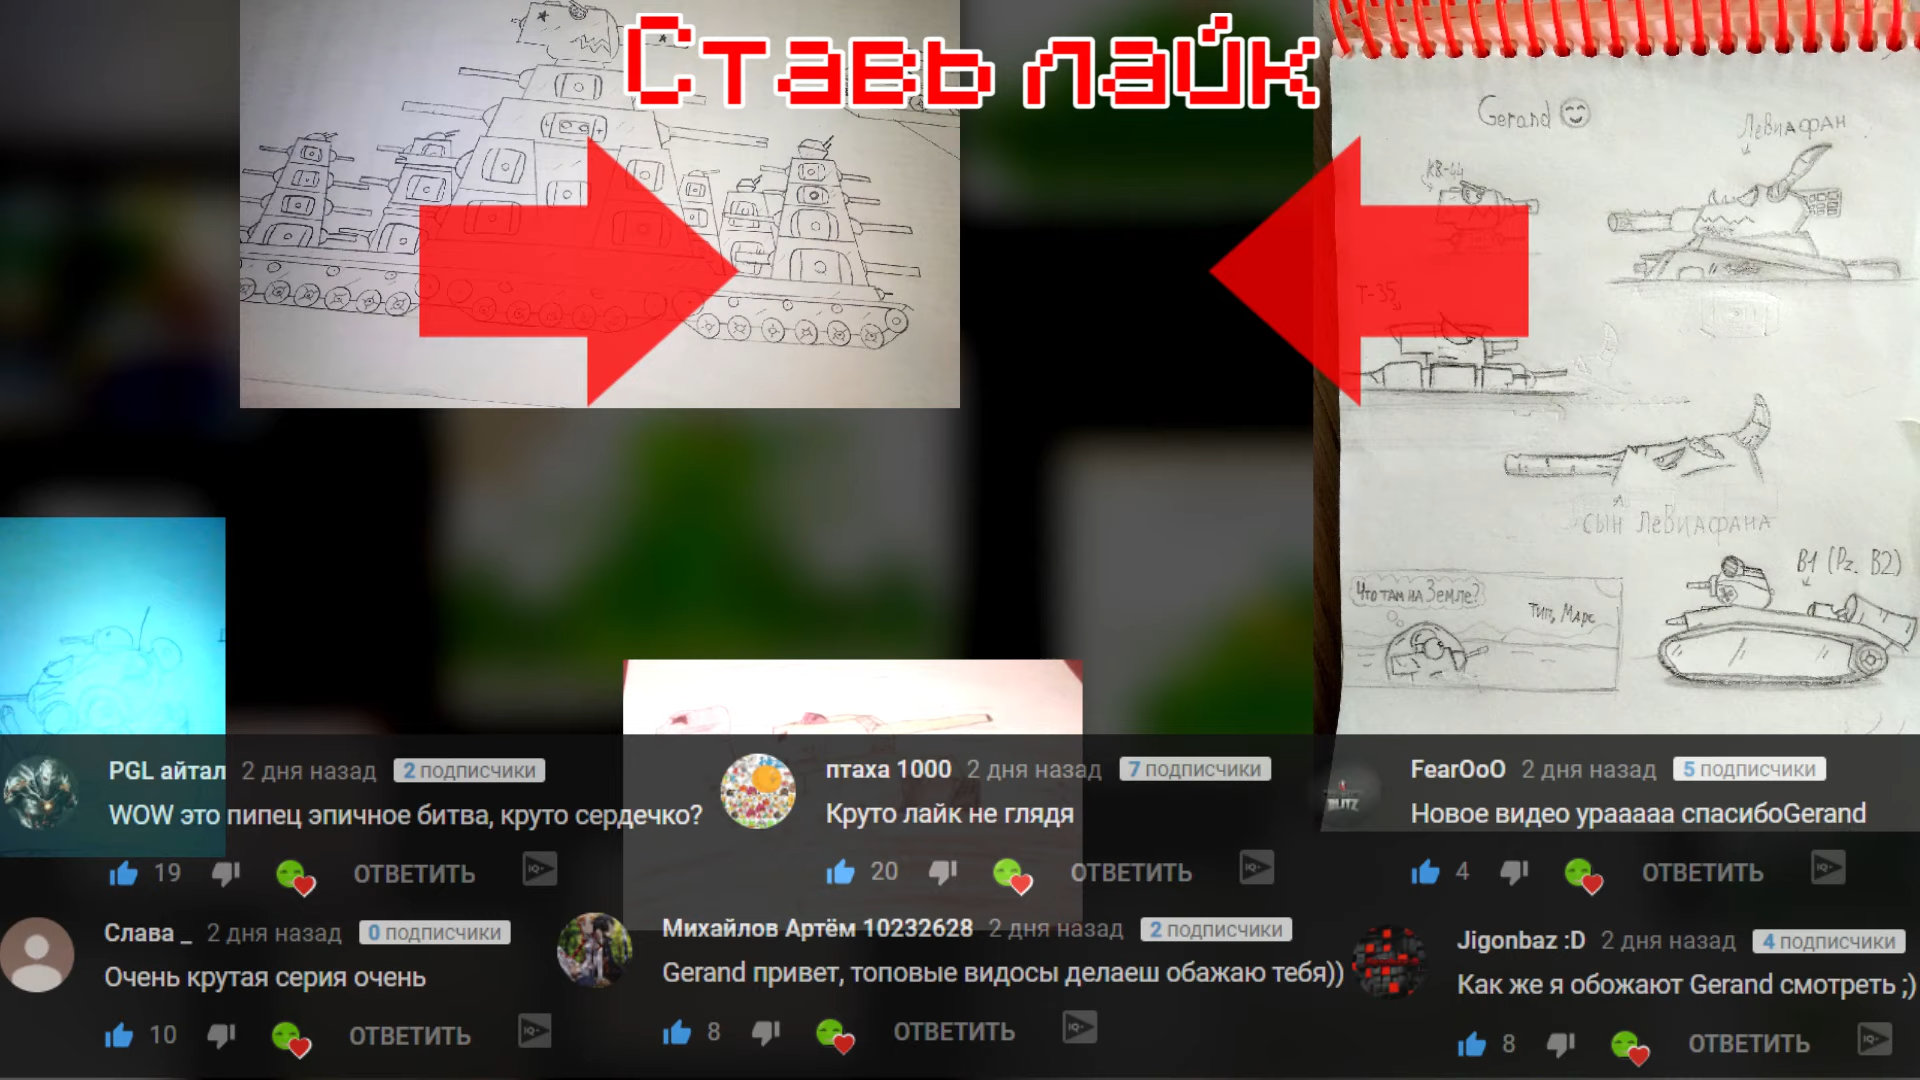 Ставь лайк
Gerand
Левиафан
КВ-44
Т-35
сын Левиафана
В1 (Pz. В2)
Что там на Земле?
Тип, Марс
PGL айтал 2 дня назад 2 подписчики
WOW это пипец эпичное битва, круто сердечко?
19 ОТВЕТИТЬ
птаха 1000 2 дня назад 7 подписчики
Круто лайк не глядя
20 ОТВЕТИТЬ
FearOoO 2 дня назад 5 подписчики
Новое видео урааааа спасибоGerand
4 ОТВЕТИТЬ
BLITZ
Слава _ 2 дня назад 0 подписчики
Очень крутая серия очень
10 ОТВЕТИТЬ
Михайлов Артём 10232628 2 дня назад 2 подписчики
Gerand привет, топовые видосы делаеш обажаю тебя))
8 ОТВЕТИТЬ
Jigonbaz :D 2 дня назад 4 подписчики
Как же я обожают Gerand смотреть ;)
8 ОТВЕТИТЬ